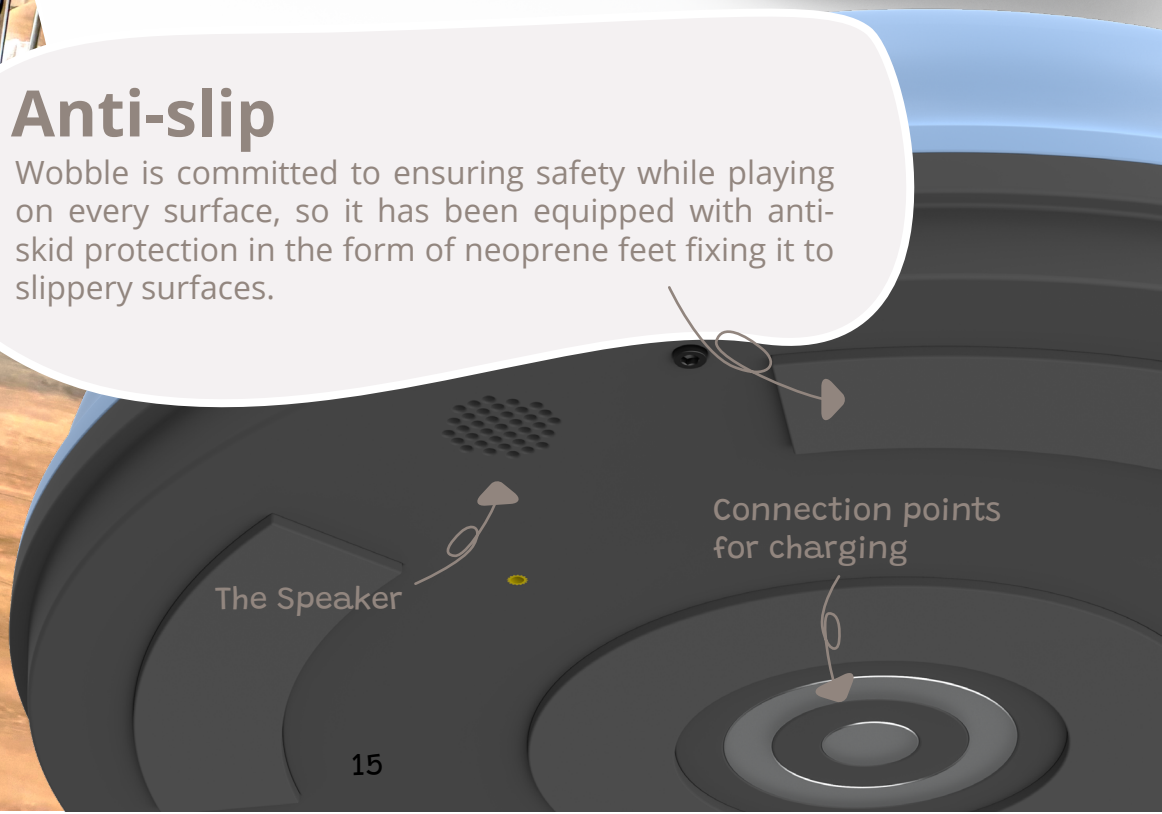 Anti-slip
Wobble is committed to ensuring safety while playing
on every surface, so it has been equipped with anti-
skid protection in the form of neoprene feet fixing it to
slippery surfaces.
Connection points
for charging
The Speaker
15